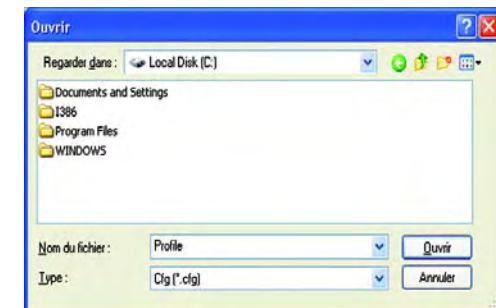 Ouvrir
Regarder dans : Local Disk (C:)
Documents and Settings
I386
Program Files
WINDOWS
Nom du fichier : Profile Ouvrir
Type : Cfg (*.cfg) Annuler